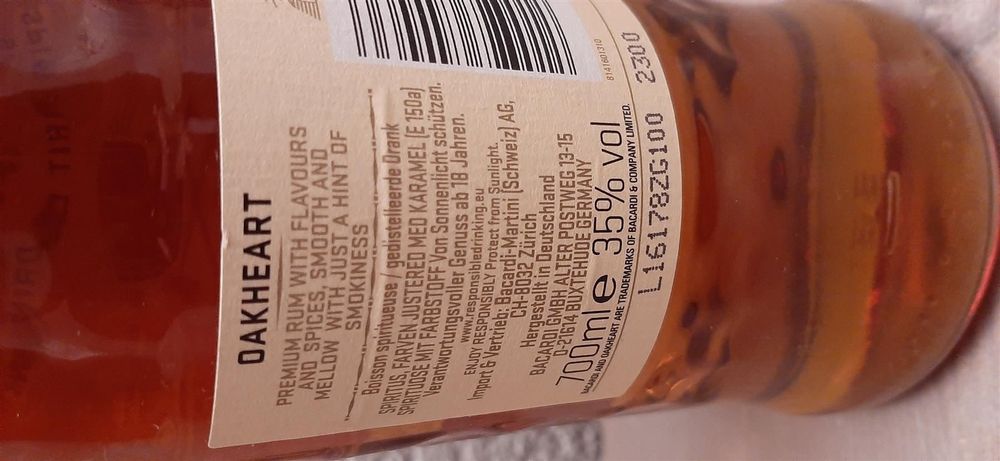 OAKHEART
PREMIUM RUM WITH FLAVOURS
AND SPICES, SMOOTH AND
MELLOW WITH JUST A HINT OF
SMOKINESS
Boisson spiritueuse / gedistilleerde Drank
SPIRITUS, FARVEN JUSTERED MED KARAMEL (E 150a)
SPIRITUOSE MIT FARBSTOFF Von Sonnenlicht schützen.
Verantwortungsvoller Genuss ab 18 Jahren.
www.responsibledrinking.eu
ENJOY RESPONSIBLY Protect from Sunlight.
Import & Vertrieb: Bacardi-Martini (Schweiz) AG,
CH-8032 Zürich
Hergestellt in Deutschland
BACARDI GMBH ALTER POSTWEG 13-15
D-21614 BUXTEHUDE GERMANY
700ml e 35% vol
BACARDI AND OAKHEART ARE TRADEMARKS OF BACARDI & COMPANY LIMITED.
8141601310
L16178ZG100 2300